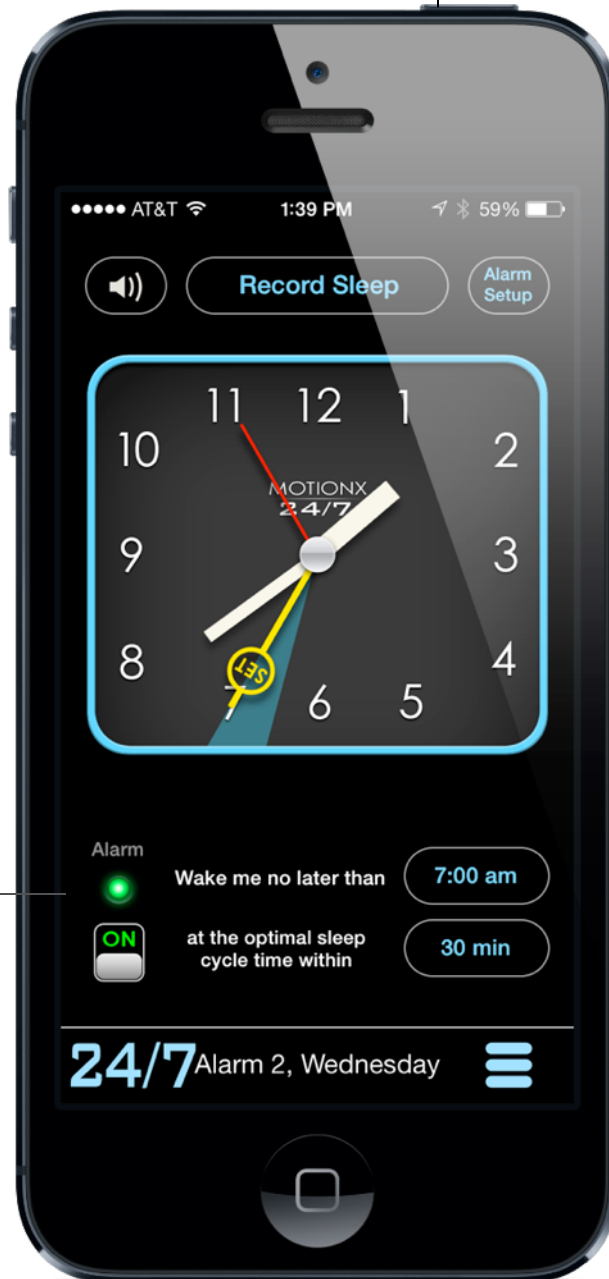 ●●●●● AT&T 1:39 PM 59%
Record Sleep
Alarm
Setup
11 12 1
10 2
MOTIONX
24/7
9 3
8 4
SET
7 6 5
Alarm
Wake me no later than 7:00 am
ON
at the optimal sleep
cycle time within
30 min
24/7 Alarm 2, Wednesday